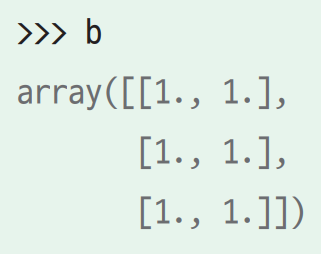 >>> b
array([[1., 1.],
       [1., 1.],
       [1., 1.]])